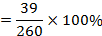 = 39/260 × 100%